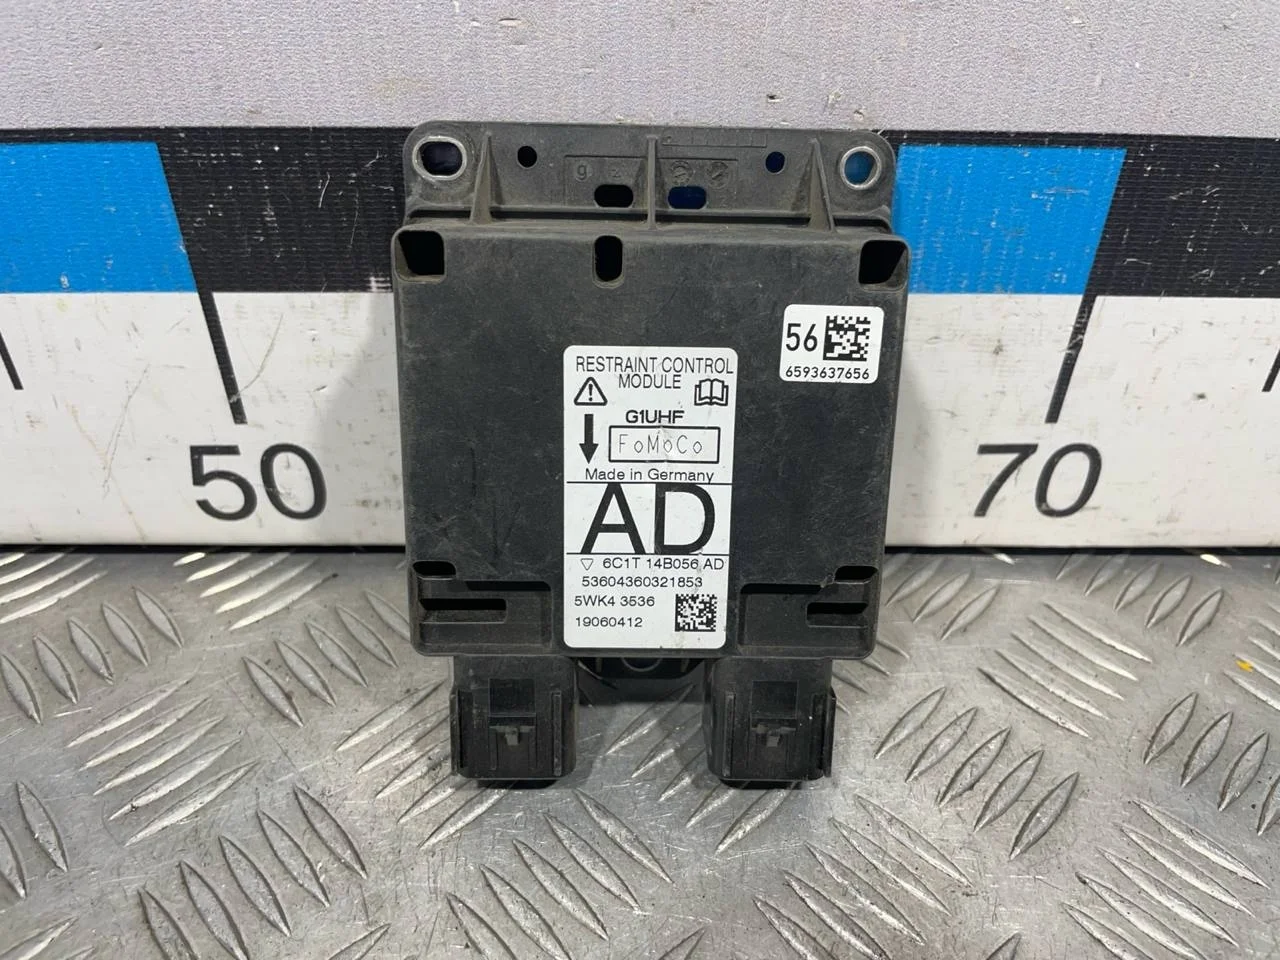 g z
56
6593637656
RESTRAINT CONTROL
MODULE
G1UHF
FoMoCo
Made in Germany
AD
▽ 6C1T 14B056 AD
53604360321853
5WK4 3536
19060412
50
70